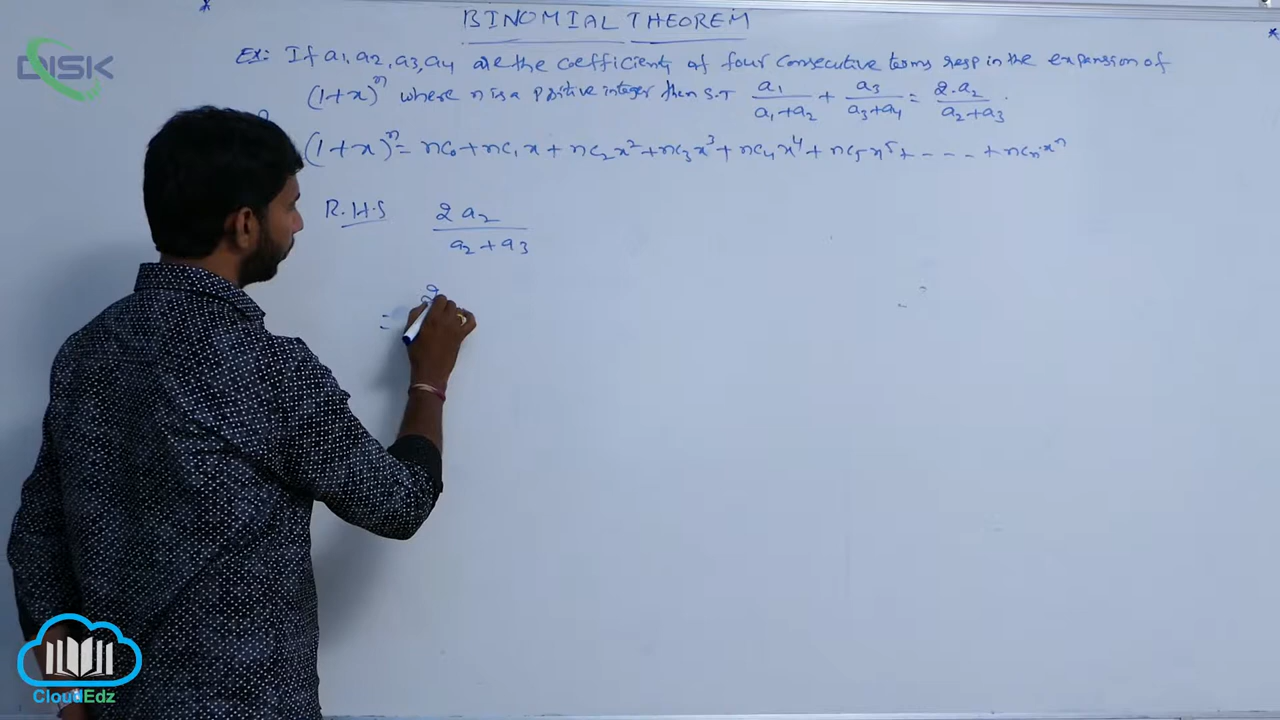 BINOMIAL THEOREM
Ex: If a1, a2, a3, a4 are the coefficients of four consecutive terms resp in the expansion of
(1+x)^n where n is a positive integer then S.T a1/(a1+a2) + a3/(a3+a4) = 2.a2/(a2+a3).
(1+x)^n = nc0 + nc1 x + nc2 x^2 + nc3 x^3 + nc4 x^4 + nc5 x^5 + - - - - + ncn.x^n
R.H.S 2a2/(a2+a3)
= 2
DISK
CloudEdz